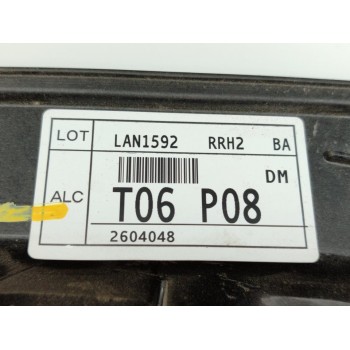 LOT LAN1592 RRH2 BA
DM
ALC T06 P08
2604048